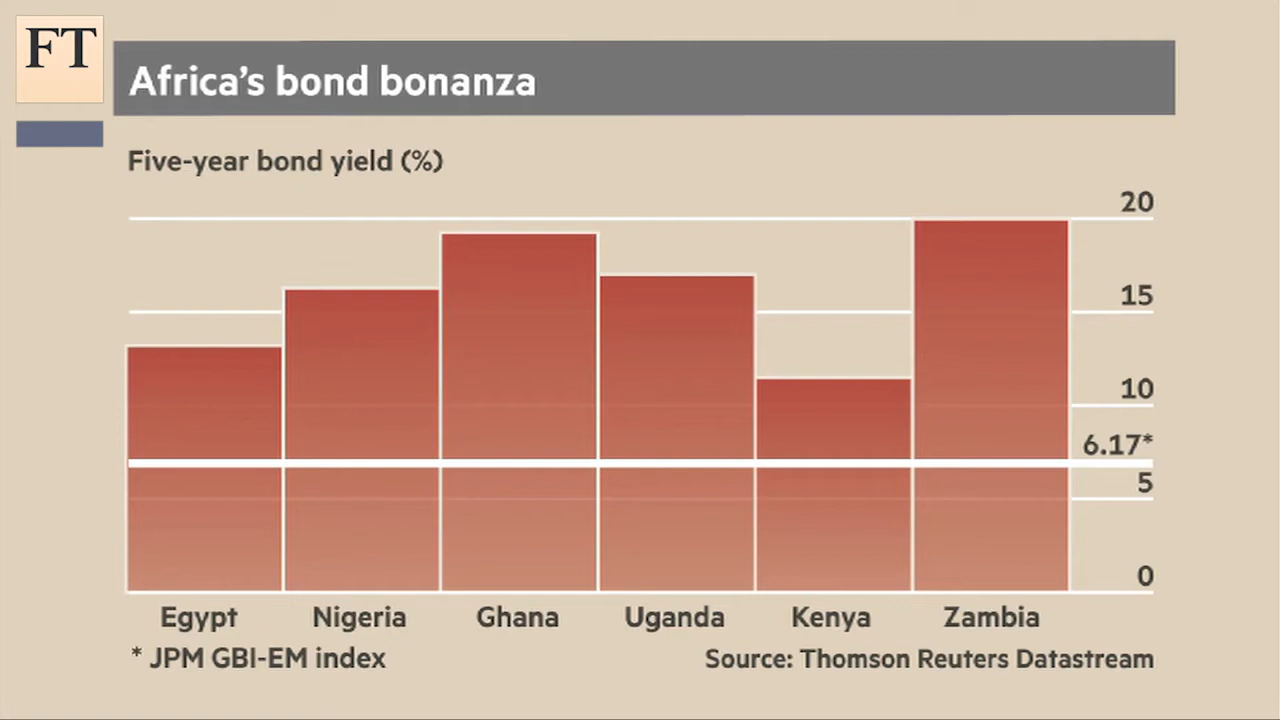 FT
Africa’s bond bonanza
Five-year bond yield (%)
20
15
10
6.17*
5
0
Egypt Nigeria Ghana Uganda Kenya Zambia
* JPM GBI-EM index
Source: Thomson Reuters Datastream